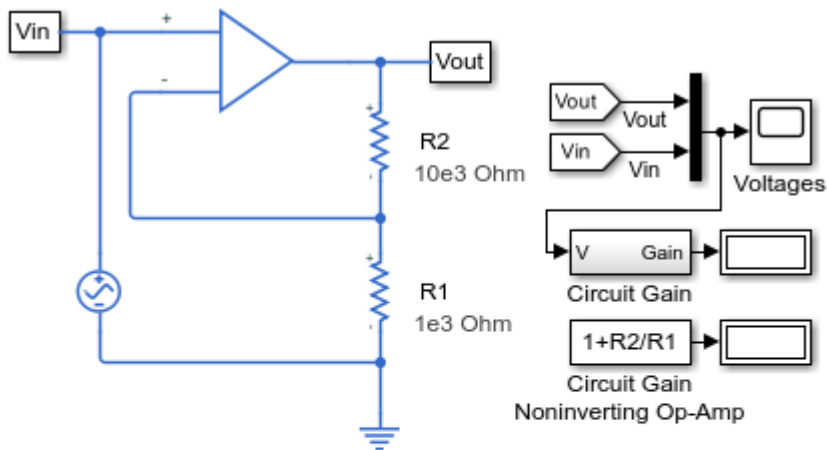 Vin
+
-
Vout
+
R2
10e3 Ohm
-
+
R1
1e3 Ohm
-
+
-
Vout
Vout
Vin
Vin
Voltages
V Gain
Circuit Gain
1+R2/R1
Circuit Gain
Noninverting Op-Amp